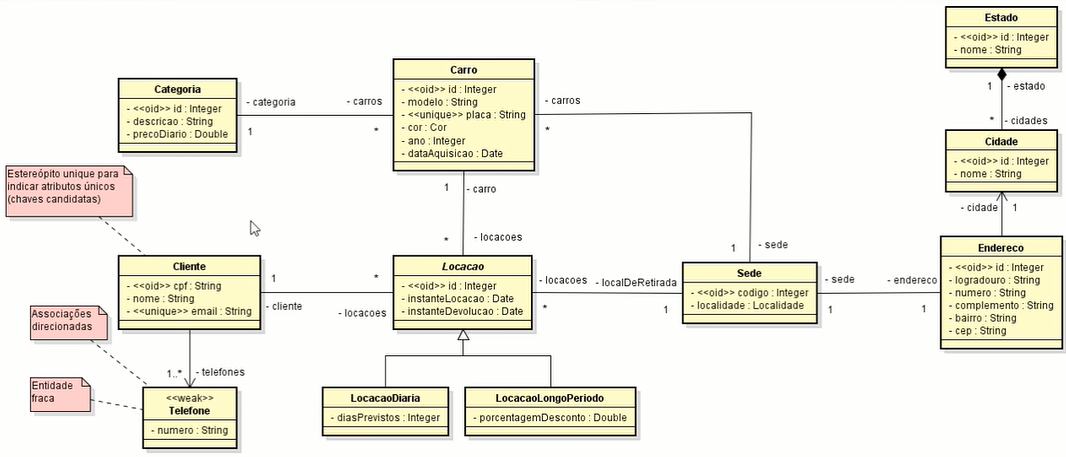 Estado
- <<oid>> id : Integer
- nome : String
1
- estado
*
- cidades
Cidade
- <<oid>> id : Integer
- nome : String
- cidade
1
Endereco
- <<oid>> id : Integer
- logradouro : String
- numero : String
- complemento : String
- bairro : String
- cep : String
Carro
- <<oid>> id : Integer
- modelo : String
- <<unique>> placa : String
- cor : Cor
- ano : Integer
- dataAquisicao : Date
Categoria
- <<oid>> id : Integer
- descricao : String
- precoDiario : Double
- categoria
1
- carros
*
- carros
*
1
- sede
1
- carro
*
- locacoes
Estereópito unique para
indicar atributos únicos
(chaves candidatas)
Cliente
- <<oid>> cpf : String
- nome : String
- <<unique>> email : String
1
- cliente
*
- locacoes
Locacao
- <<oid>> id : Integer
- instanteLocacao : Date
- instanteDevolucao : Date
- locacoes
*
- localDeRetirada
1
Sede
- <<oid>> codigo : Integer
- localidade : Localidade
- sede
1
- endereco
1
Associações
direcionadas
1..*
- telefones
Entidade
fraca
<<weak>>
Telefone
- numero : String
LocacaoDiaria
- diasPrevistos : Integer
LocacaoLongoPeriodo
- porcentagemDesconto : Double